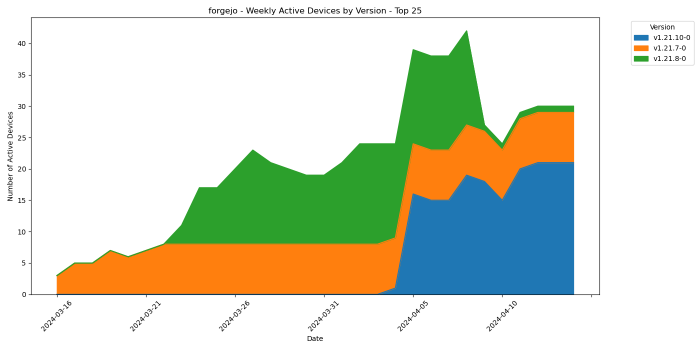 forgejo - Weekly Active Devices by Version - Top 25
Version
v1.21.10-0
v1.21.7-0
v1.21.8-0
Number of Active Devices
40
35
30
25
20
15
10
5
0
2024-03-16
2024-03-21
2024-03-26
2024-03-31
2024-04-05
2024-04-10
Date